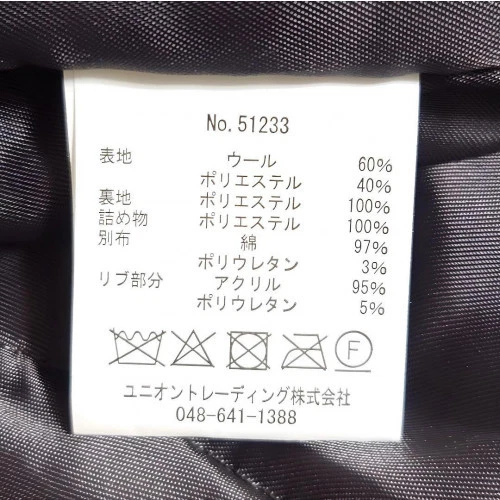 No.51233
表地 ウール 60%
ポリエステル 40%
裏地 ポリエステル 100%
詰め物 ポリエステル 100%
別布 綿 97%
ポリウレタン 3%
リブ部分 アクリル 95%
ポリウレタン 5%
F
ユニオントレーディング株式会社
048-641-1388